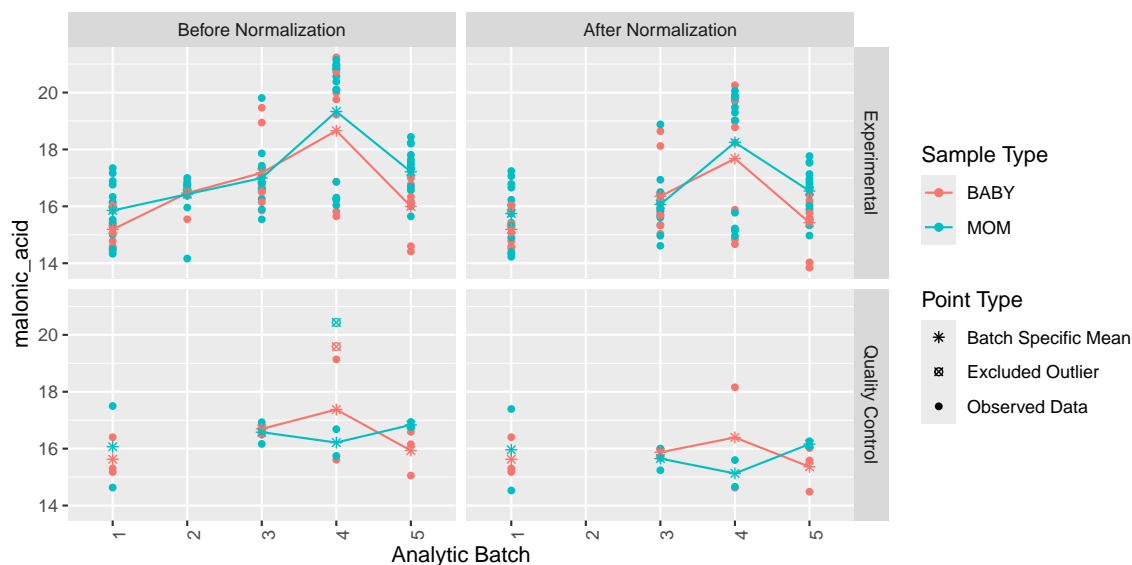 Before Normalization
After Normalization
20
18
16
14
Experimental
20
18
16
14
Quality Control
malonic_acid
1
2
3
4
5
1
2
3
4
5
Analytic Batch
Sample Type
BABY
MOM
Point Type
Batch Specific Mean
Excluded Outlier
Observed Data